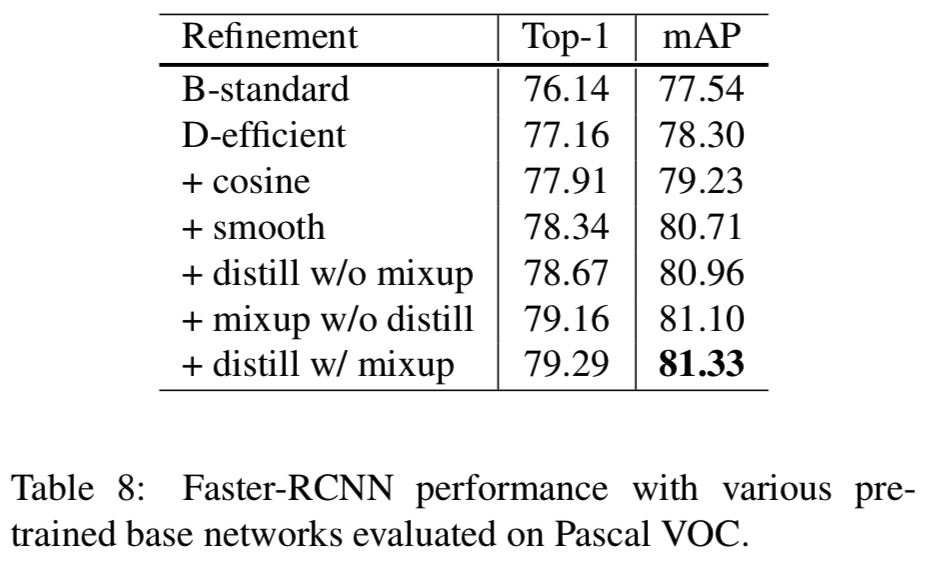 Refinement Top-1 mAP
B-standard 76.14 77.54
D-efficient 77.16 78.30
+ cosine 77.91 79.23
+ smooth 78.34 80.71
+ distill w/o mixup 78.67 80.96
+ mixup w/o distill 79.16 81.10
+ distill w/ mixup 79.29 81.33
Table 8: Faster-RCNN performance with various pre-
trained base networks evaluated on Pascal VOC.